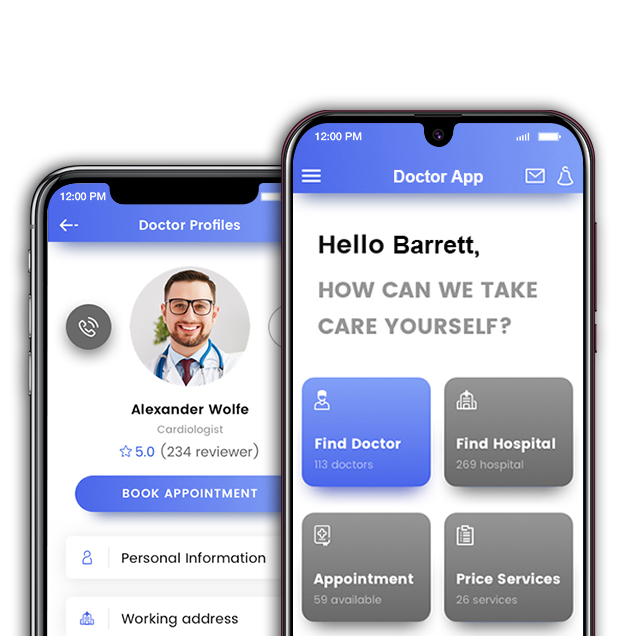 12:00 PM
Doctor Profiles
Alexander Wolfe
Cardiologist
5.0 (234 reviewer)
BOOK APPOINTMENT
Personal Information
Working address
12:00 PM
Doctor App
Hello Barrett,
HOW CAN WE TAKE
CARE YOURSELF?
Find Doctor
113 doctors
Find Hospital
269 hospital
Appointment
59 available
Price Services
26 services